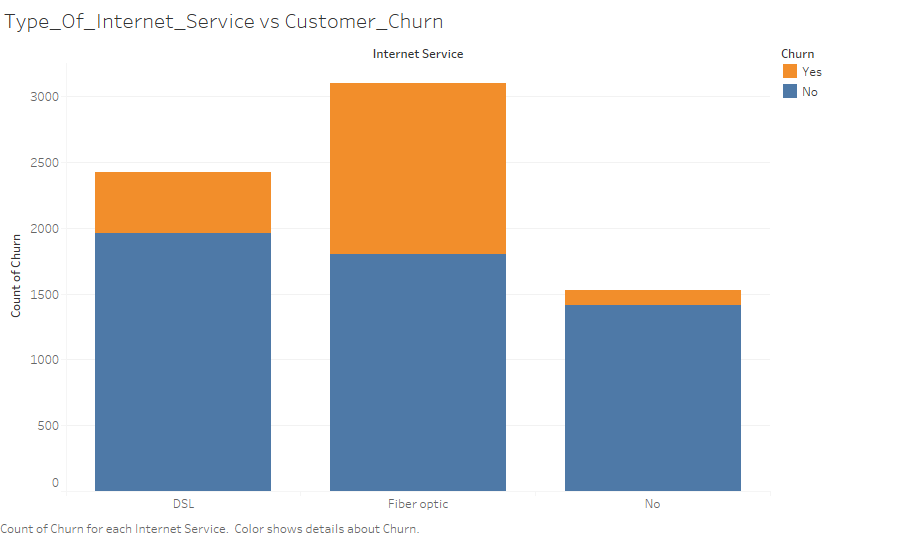 Type_Of_Internet_Service vs Customer_Churn
Internet Service
Churn
Yes
No
Count of Churn
3000
2500
2000
1500
1000
500
0
DSL
Fiber optic
No
Count of Churn for each Internet Service. Color shows details about Churn.